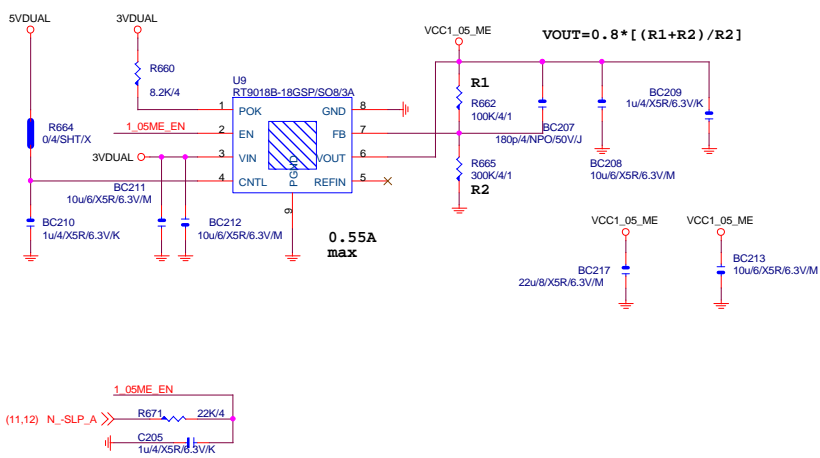 5VDUAL
3VDUAL
VCC1_05_ME
VOUT=0.8*[(R1+R2)/R2]
R660
8.2K/4
U9
RT9018B-18GSP/SO8/3A
R1
R662
100K/4/1
BC209
1u/4/X5R/6.3V/K
R664
0/4/SHT/X
1_05ME_EN
1 POK GND 8
2 EN FB 7
3 VIN VOUT 6
4 CNTL REFIN 5
PGND
9
BC207
180p/4/NPO/50V/J
3VDUAL
BC208
10u/6/X5R/6.3V/M
R665
300K/4/1
R2
BC211
10u/6/X5R/6.3V/M
BC210
1u/4/X5R/6.3V/K
BC212
10u/6/X5R/6.3V/M
0.55A
max
VCC1_05_ME
VCC1_05_ME
BC217
22u/8/X5R/6.3V/M
BC213
10u/6/X5R/6.3V/M
1_05ME_EN
(11,12) N_-SLP_A
R671 22K/4
C205
1u/4/X5R/6.3V/K